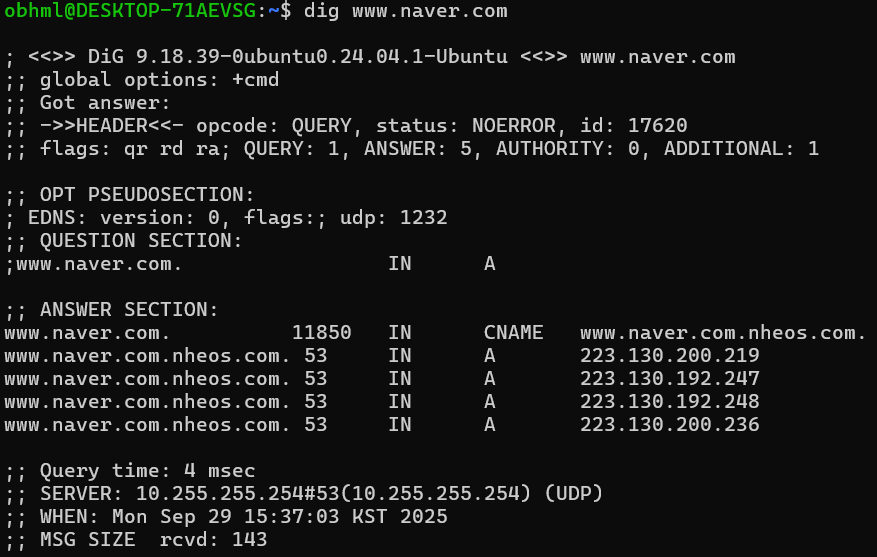 obhml@DESKTOP-71AEVSG:~$ dig www.naver.com
; <<>> DiG 9.18.39-0ubuntu0.24.04.1-Ubuntu <<>> www.naver.com
;; global options: +cmd
;; Got answer:
;; ->>HEADER<<- opcode: QUERY, status: NOERROR, id: 17620
;; flags: qr rd ra; QUERY: 1, ANSWER: 5, AUTHORITY: 0, ADDITIONAL: 1
;; OPT PSEUDOSECTION:
; EDNS: version: 0, flags:; udp: 1232
;; QUESTION SECTION:
;www.naver.com. IN A
;; ANSWER SECTION:
www.naver.com. 11850 IN CNAME www.naver.com.nheos.com.
www.naver.com.nheos.com. 53 IN A 223.130.200.219
www.naver.com.nheos.com. 53 IN A 223.130.192.247
www.naver.com.nheos.com. 53 IN A 223.130.192.248
www.naver.com.nheos.com. 53 IN A 223.130.200.236
;; Query time: 4 msec
;; SERVER: 10.255.255.254#53(10.255.255.254) (UDP)
;; WHEN: Mon Sep 29 15:37:03 KST 2025
;; MSG SIZE  rcvd: 143